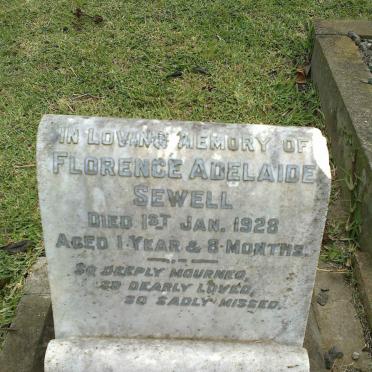 IN LOVING MEMORY OF
FLORENCE ADELAIDE
SEWELL
DIED 1ST JAN. 1928
AGED 1 YEAR & 8 MONTHS.
SO DEEPLY MOURNED,
SO DEARLY LOVED,
SO SADLY MISSED.